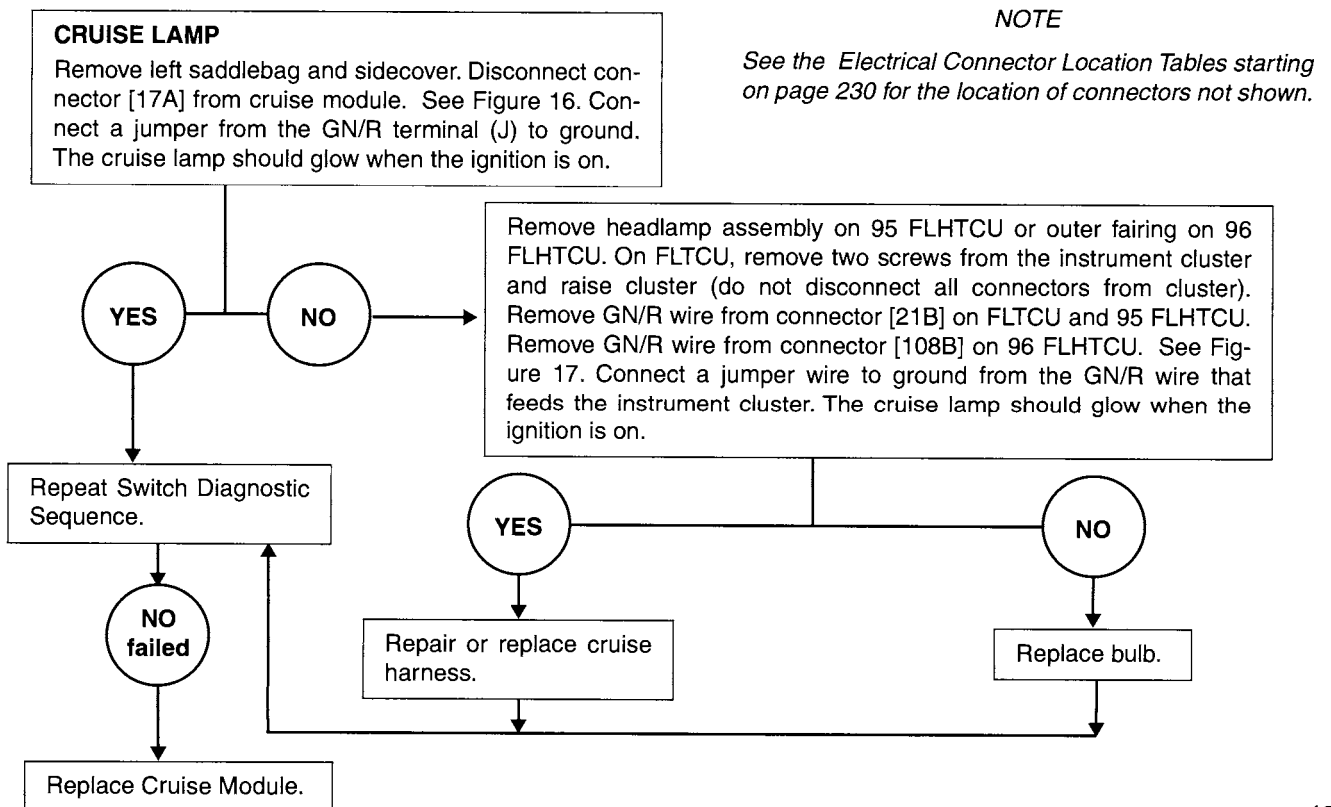 CRUISE LAMP
Remove left saddlebag and sidecover. Disconnect con-
nector [17A] from cruise module. See Figure 16. Con-
nect a jumper from the GN/R terminal (J) to ground.
The cruise lamp should glow when the ignition is on.
NOTE
See the Electrical Connector Location Tables starting
on page 230 for the location of connectors not shown.
YES
NO
Remove headlamp assembly on 95 FLHTCU or outer fairing on 96
FLHTCU. On FLTCU, remove two screws from the instrument cluster
and raise cluster (do not disconnect all connectors from cluster).
Remove GN/R wire from connector [21B] on FLTCU and 95 FLHTCU.
Remove GN/R wire from connector [108B] on 96 FLHTCU. See Fig-
ure 17. Connect a jumper wire to ground from the GN/R wire that
feeds the instrument cluster. The cruise lamp should glow when the
ignition is on.
Repeat Switch Diagnostic
Sequence.
YES
NO
NO
failed
Repair or replace cruise
harness.
Replace bulb.
Replace Cruise Module.